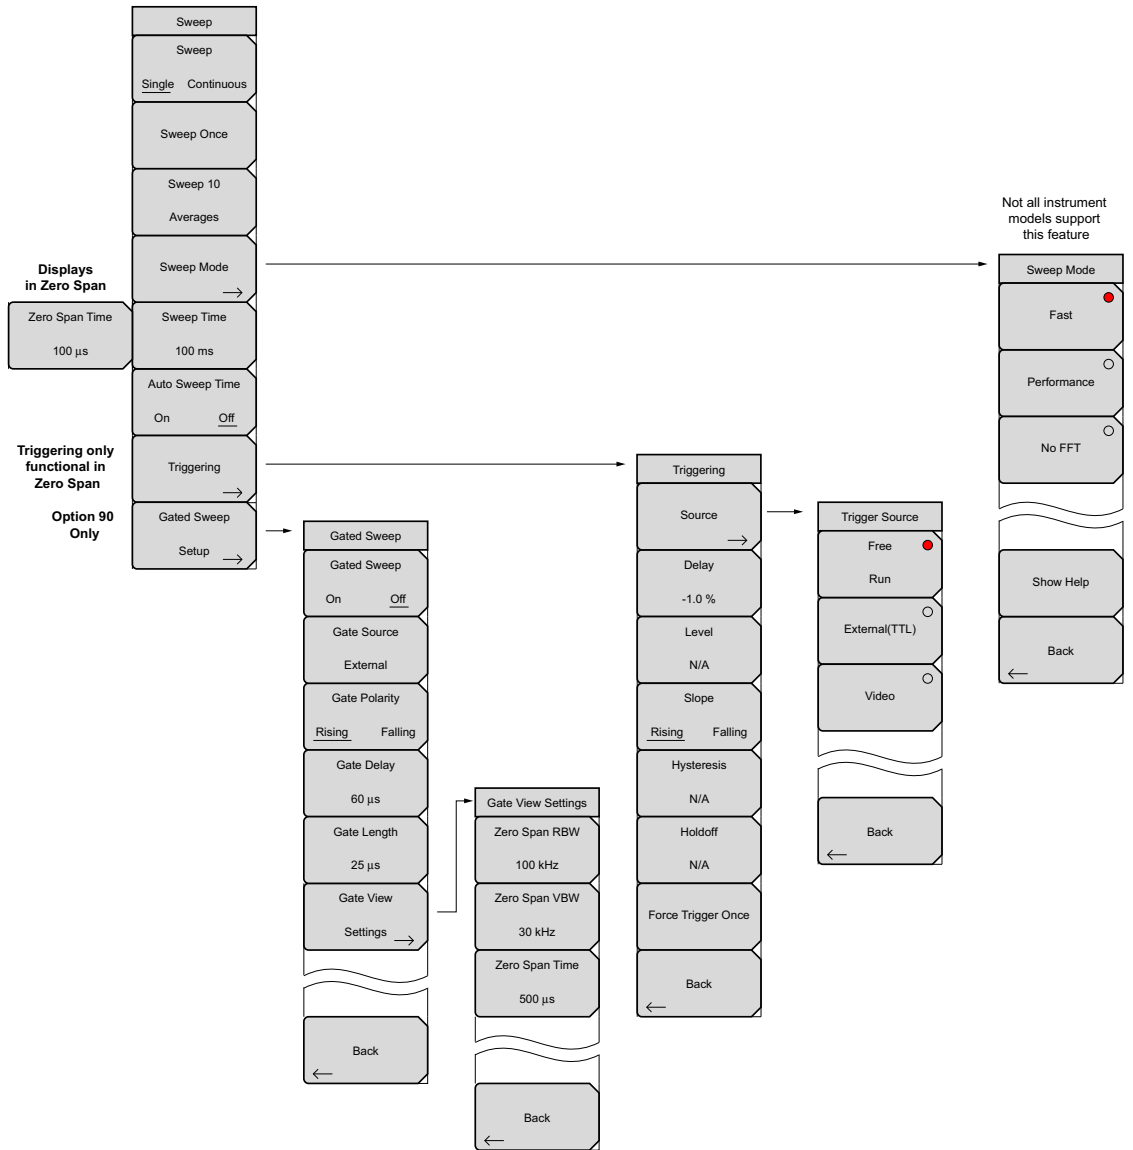 Sweep
Sweep
Single Continuous
Sweep Once
Sweep 10
Averages
Sweep Mode
Displays
in Zero Span
Zero Span Time
100 µs
Sweep Time
100 ms
Auto Sweep Time
On Off
Triggering only
functional in
Zero Span
Triggering
Option 90
Only
Gated Sweep
Setup
Gated Sweep
Gated Sweep
On Off
Gate Source
External
Gate Polarity
Rising Falling
Gate Delay
60 µs
Gate Length
25 µs
Gate View
Settings
Back
Gate View Settings
Zero Span RBW
100 kHz
Zero Span VBW
30 kHz
Zero Span Time
500 µs
Back
Triggering
Source
Delay
-1.0 %
Level
N/A
Slope
Rising Falling
Hysteresis
N/A
Holdoff
N/A
Force Trigger Once
Back
Trigger Source
Free
Run
External(TTL)
Video
Back
Not all instrument
models support
this feature
Sweep Mode
Fast
Performance
No FFT
Show Help
Back